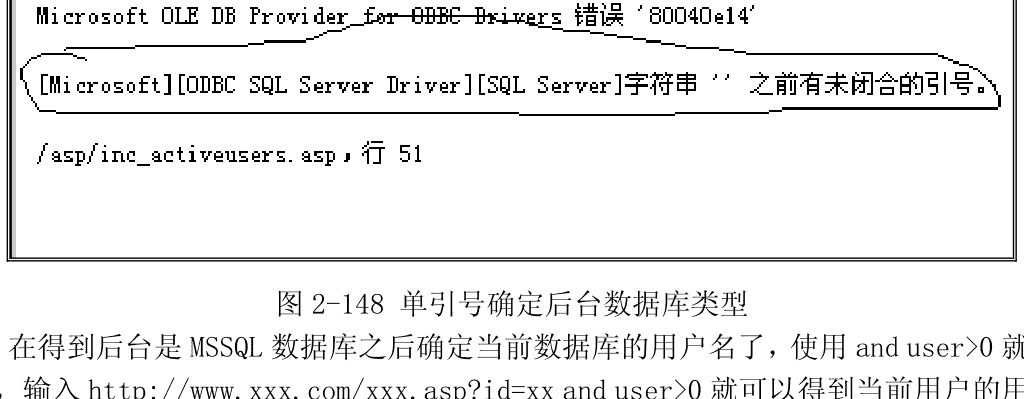 Microsoft OLE DB Provider for ODBC Drivers 错误 '80040e14'
[Microsoft][ODBC SQL Server Driver][SQL Server]字符串 '' 之前有未闭合的引号。
/asp/inc_activeusers.asp，行 51
图 2-148 单引号确定后台数据库类型
在得到后台是 MSSQL 数据库之后确定当前数据库的用户名了，使用 and user>0 就
，输入 http://www.xxx.com/xxx.asp?id=xx and user>0 就可以得到当前用户的用